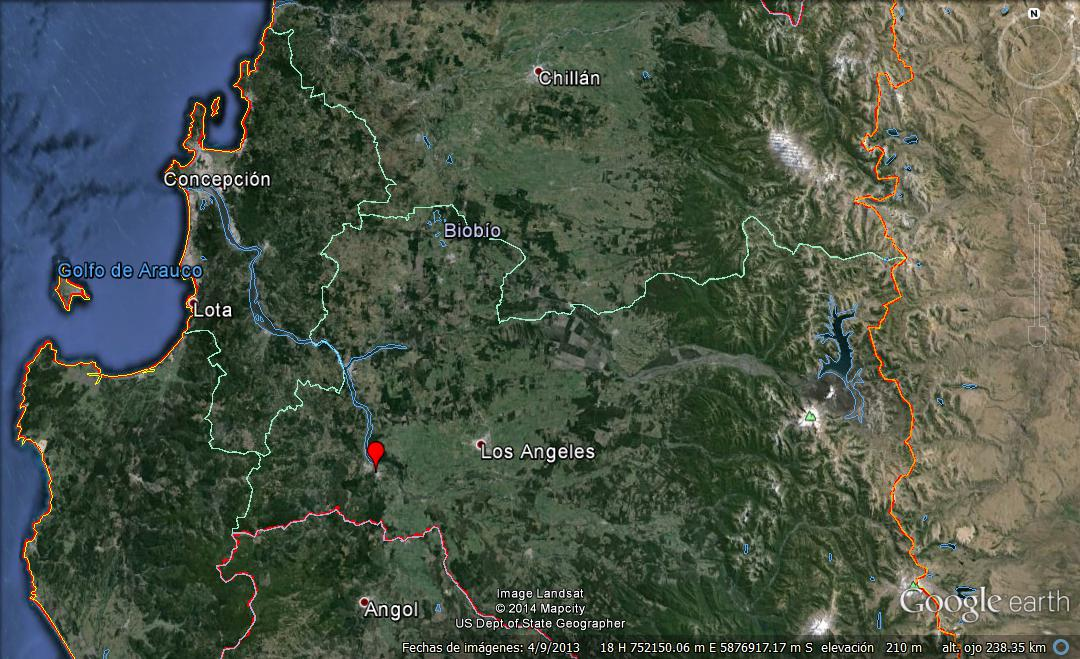 N
Chillán
Concepción
Biobío
Golfo de Arauco
Lota
Los Angeles
Angol
Image Landsat
© 2014 Mapcity
US Dept of State Geographer
Google earth
Fechas de imágenes: 4/9/2013 18 H 752150.06 m E 5876917.17 m S elevación 210 m alt. ojo 238.35 km